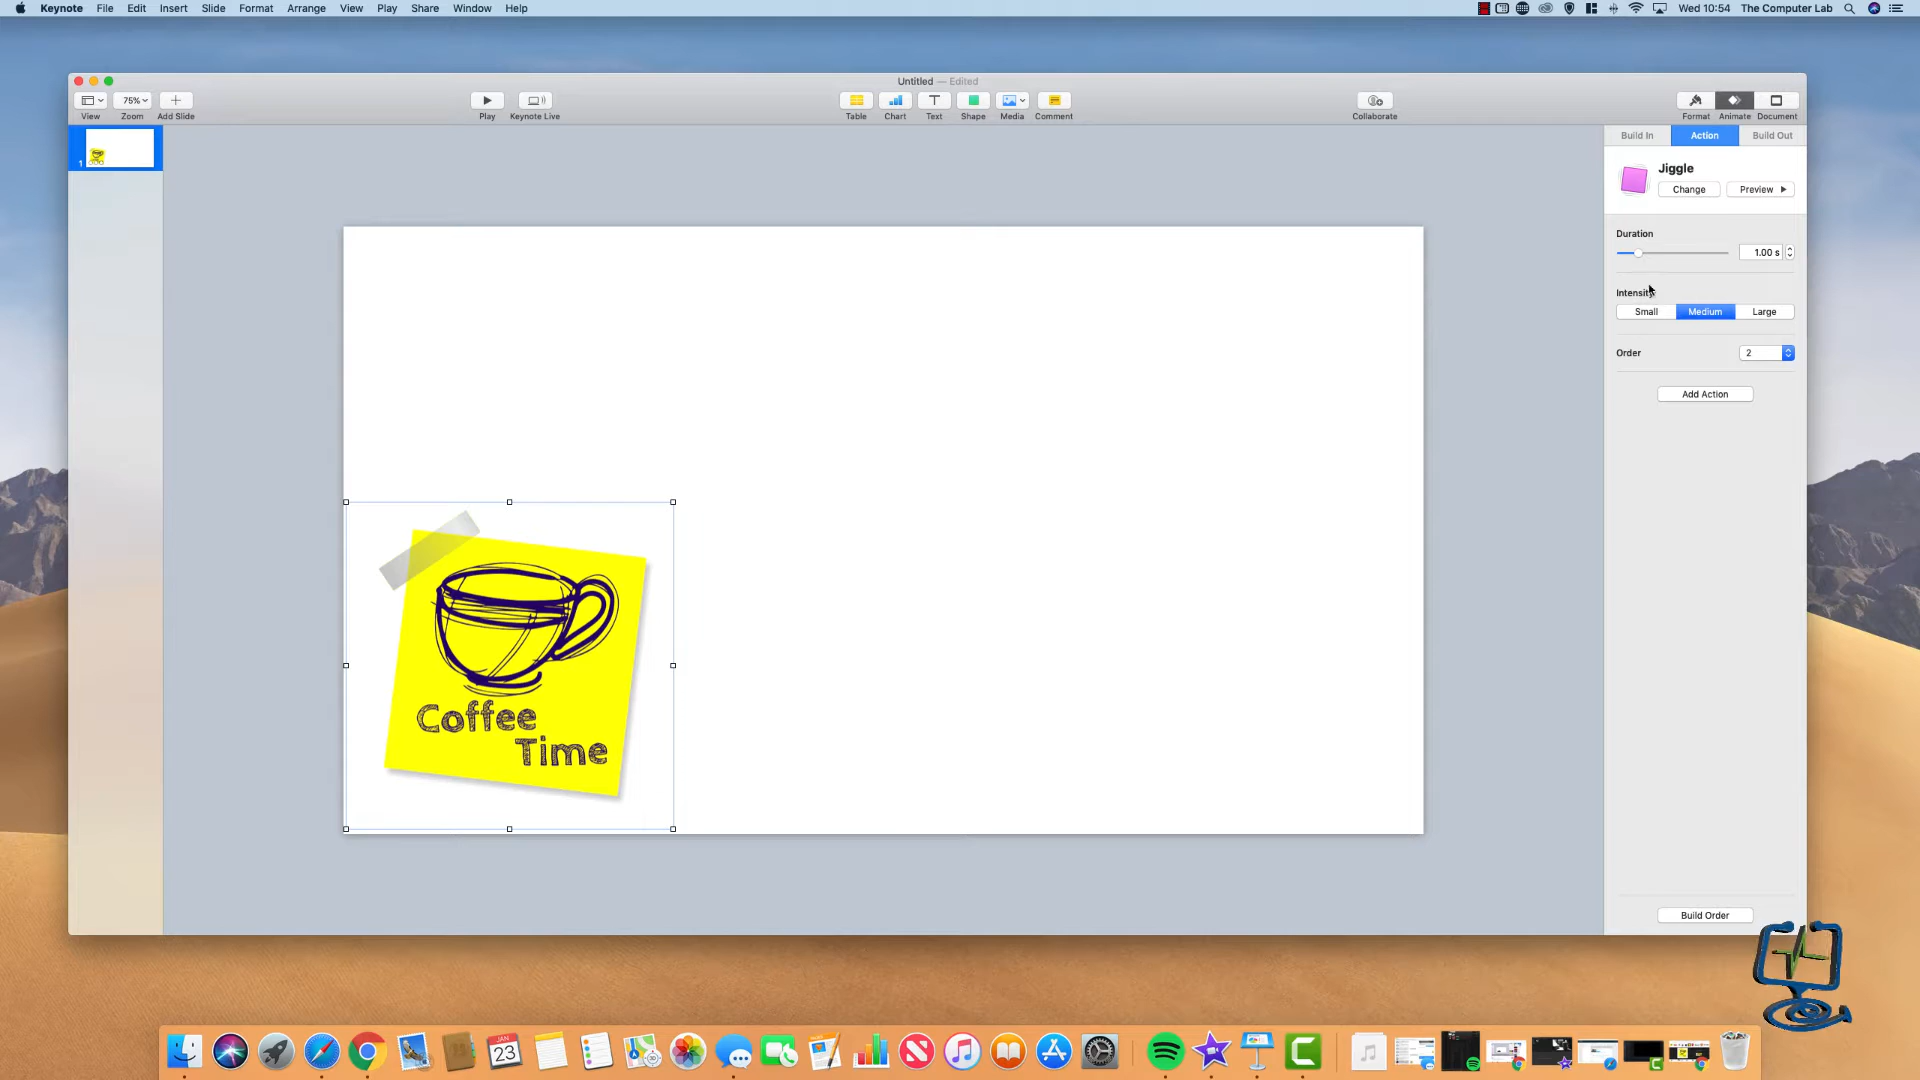 Keynote File Edit Insert Slide Format Arrange View Play Share Window Help
Wed 10:54 The Computer Lab
Untitled — Edited
75%
View Zoom Add Slide
Play Keynote Live
Table Chart Text Shape Media Comment
Collaborate
Format Animate Document
Build In Action Build Out
1
Jiggle
Change Preview
Duration
1.00 s
Intensity
Small Medium Large
Order 2
Add Action
Coffee
Time
Build Order
JAN
23